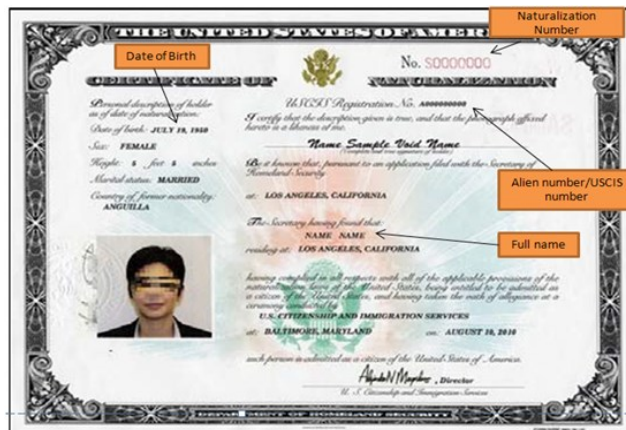 Naturalization
Number
Date of Birth
THE UNITED STATES OF AMERICA
No. S0000000
CERTIFICATE OF NATURALIZATION
Personal description of holder
as of date of naturalization:
Date of birth: JULY 19, 1950
Sex: FEMALE
Height: 5 feet 5 inches
Marital status: MARRIED
Country of former nationality:
ANGUILLA
USCIS Registration No. A000000000
I certify that the description given is true, and that the photograph affixed
hereto is a likeness of me.
Name Sample Void Name
(Complete and true signature of holder)
Be it known that, pursuant to an application filed with the Secretary of
Homeland Security
at: LOS ANGELES, CALIFORNIA
The Secretary having found that:
NAME NAME
residing at: LOS ANGELES, CALIFORNIA
Alien number/USCIS
number
Full name
having complied in all respects with all of the applicable provisions of the
naturalization laws of the United States, being entitled to be admitted as
a citizen of the United States, and having taken the oath of allegiance at a
ceremony conducted by
U.S. CITIZENSHIP AND IMMIGRATION SERVICES
at: BALTIMORE, MARYLAND on: AUGUST 10, 2010
such person is admitted as a citizen of the United States of America.
, Director
U. S. Citizenship and Immigration Services
DEPARTMENT OF HOMELAND SECURITY